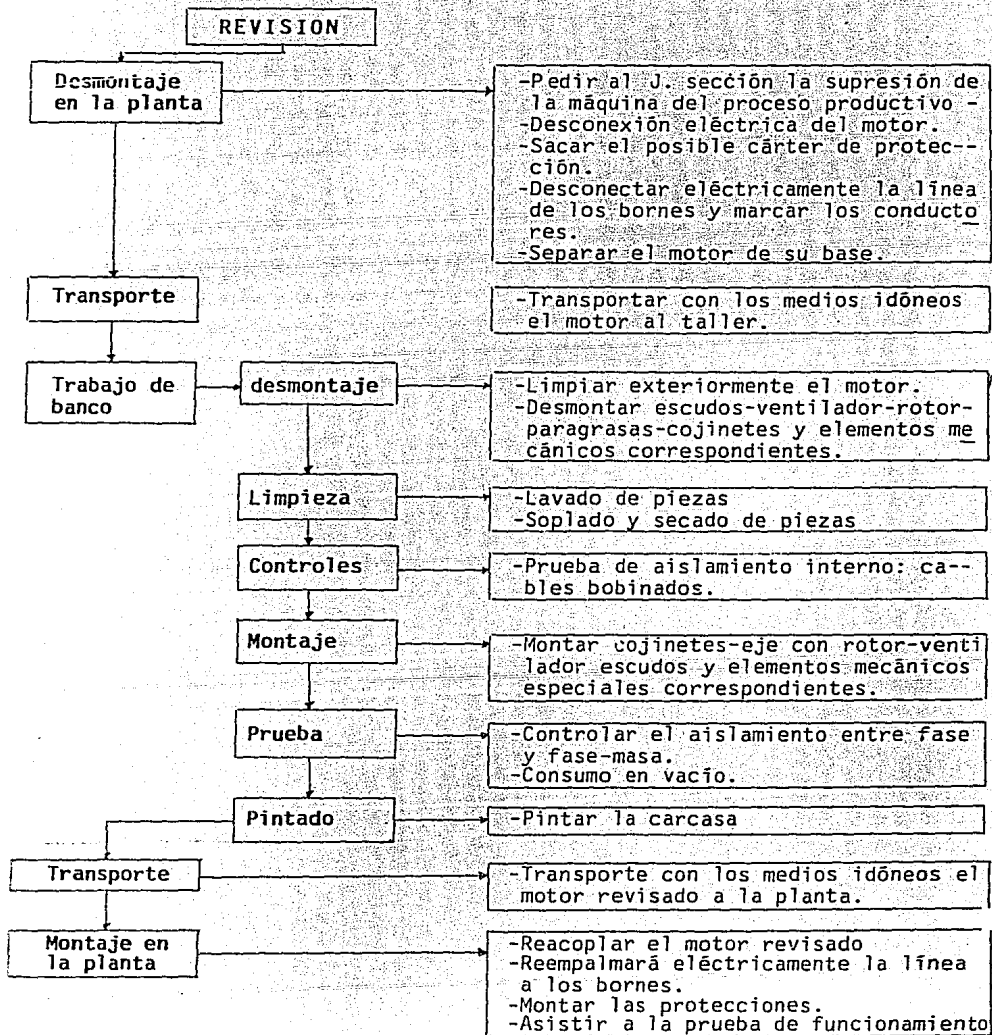 REVISION
Desmontaje
en la planta
-Pedir al J. sección la supresión de
la máquina del proceso productivo -
-Desconexión eléctrica del motor.
-Sacar el posible cárter de protec--
ción.
-Desconectar eléctricamente la línea
de los bornes y marcar los conducto
res.
-Separar el motor de su base.
Transporte
-Transportar con los medios idóneos
el motor al taller.
Trabajo de
banco
desmontaje
-Limpiar exteriormente el motor.
-Desmontar escudos-ventilador-rotor-
paragrasas-cojinetes y elementos me
cánicos correspondientes.
Limpieza
-Lavado de piezas
-Soplado y secado de piezas
Controles
-Prueba de aislamiento interno: ca--
bles bobinados.
Montaje
-Montar cojinetes-eje con rotor-venti
lador escudos y elementos mecánicos
especiales correspondientes.
Prueba
-Controlar el aislamiento entre fase
y fase-masa.
-Consumo en vacío.
Pintado
-Pintar la carcasa
Transporte
-Transporte con los medios idóneos el
motor revisado a la planta.
Montaje en
la planta
-Reacoplar el motor revisado
-Reempalmará eléctricamente la línea
a los bornes.
-Montar las protecciones.
-Asistir a la prueba de funcionamiento